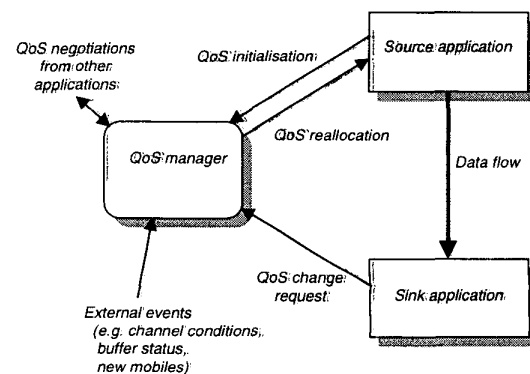 QoS negotiations
from other
applications
QoS initialisation
Source application
QoS reallocation
QoS manager
Data flow
QoS change
request
Sink application
External events
(e.g. channel conditions,
buffer status,
new mobiles)